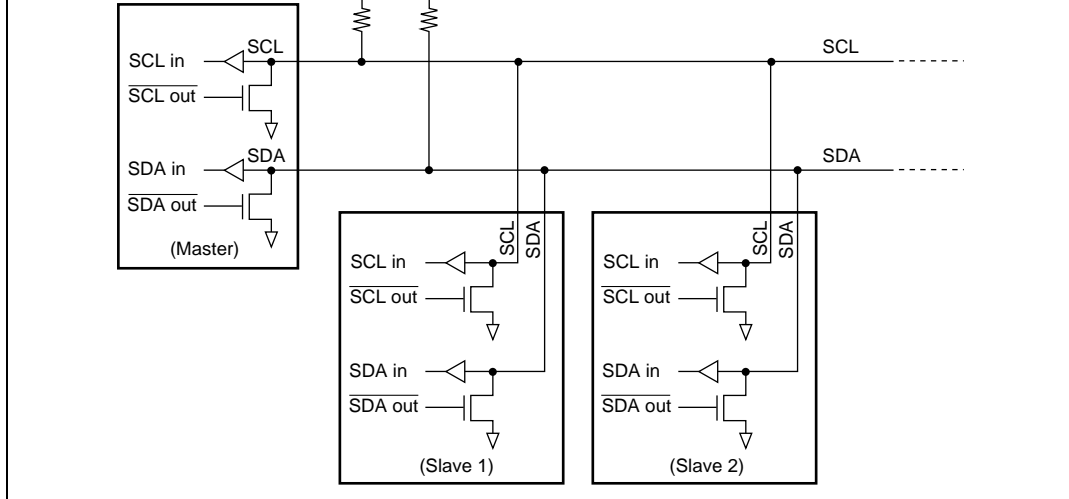 SCL
SCL
SCL in
SCL out
SDA
SDA
SDA in
SDA out
(Master)
SCL
SDA
SCL
SDA
SCL in
SCL in
SCL out
SCL out
SDA in
SDA in
SDA out
SDA out
(Slave 1)
(Slave 2)